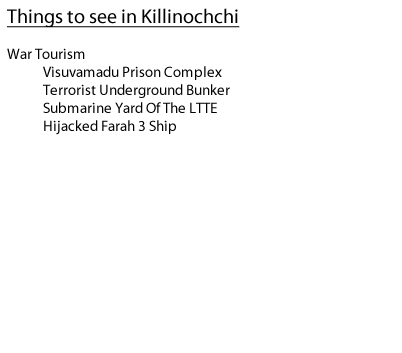 Things to see in Killinochchi
War Tourism
Visuvamadu Prison Complex
Terrorist Underground Bunker
Submarine Yard Of The LTTE
Hijacked Farah 3 Ship